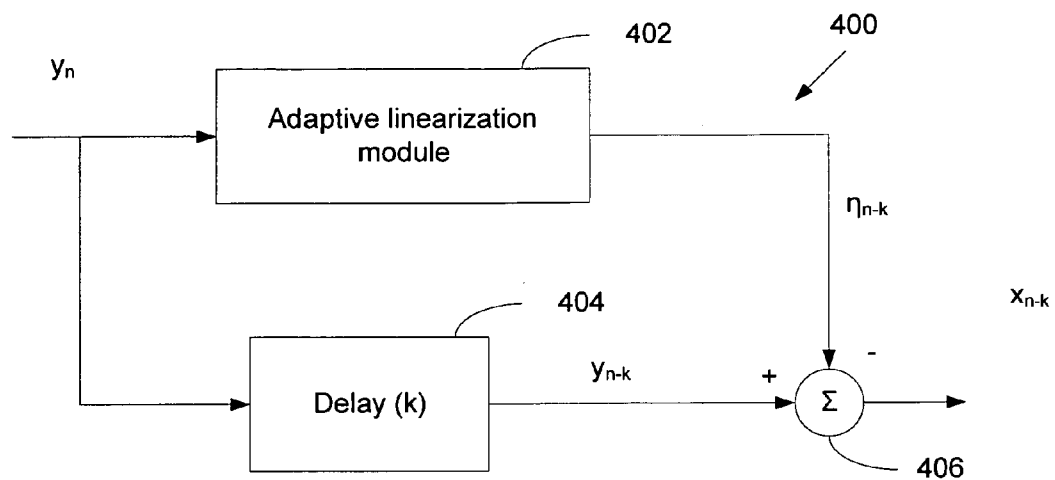 402
400
yₙ
Adaptive linearization
module
ηₙ₋ₖ
xₙ₋ₖ
404
yₙ₋ₖ
-
+
Delay (k)
Σ
406